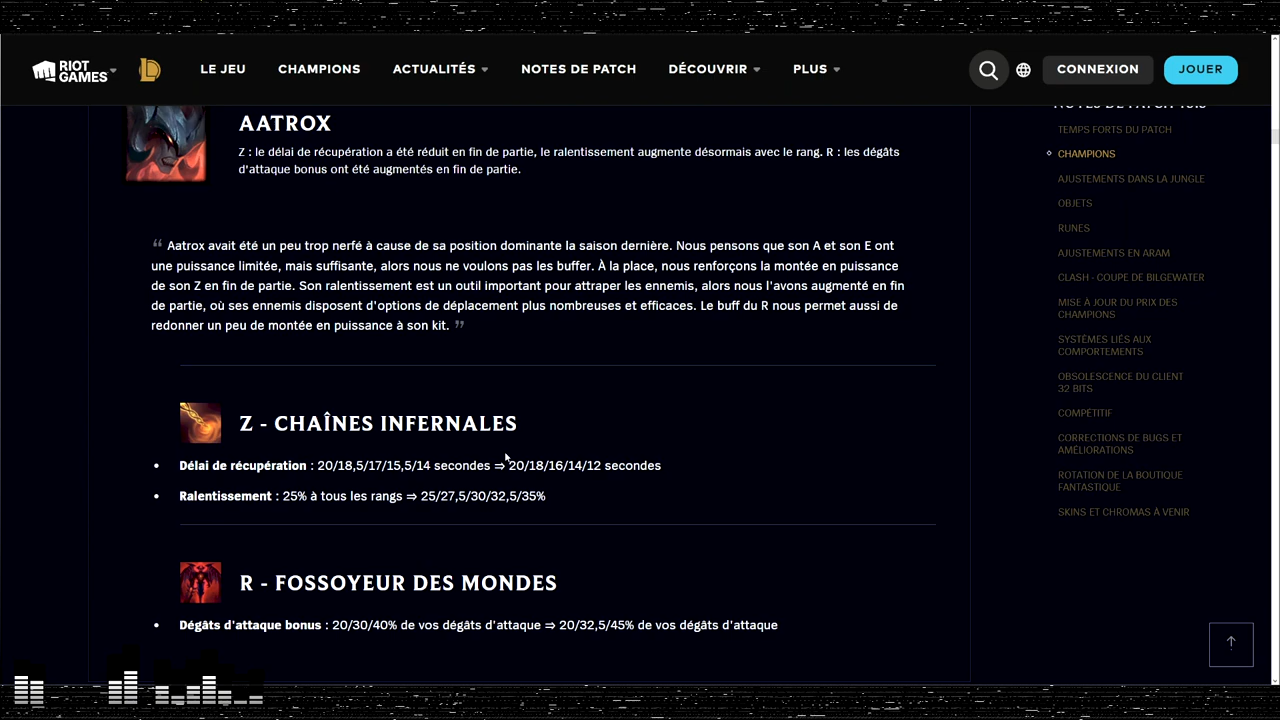 RIOT GAMES
LE JEU
CHAMPIONS
ACTUALITÉS
NOTES DE PATCH
DÉCOUVRIR
PLUS
CONNEXION
JOUER
AATROX
Z : le délai de récupération a été réduit en fin de partie, le ralentissement augmente désormais avec le rang. R : les dégâts
d'attaque bonus ont été augmentés en fin de partie.
“ Aatrox avait été un peu trop nerfé à cause de sa position dominante la saison dernière. Nous pensons que son A et son E ont
une puissance limitée, mais suffisante, alors nous ne voulons pas les buffer. À la place, nous renforçons la montée en puissance
de son Z en fin de partie. Son ralentissement est un outil important pour attraper les ennemis, alors nous l'avons augmenté en fin
de partie, où ses ennemis disposent d'options de déplacement plus nombreuses et efficaces. Le buff du R nous permet aussi de
redonner un peu de montée en puissance à son kit. ”
Z - CHAÎNES INFERNALES
• Délai de récupération : 20/18,5/17/15,5/14 secondes ⇒ 20/18/16/14/12 secondes
• Ralentissement : 25% à tous les rangs ⇒ 25/27,5/30/32,5/35%
R - FOSSOYEUR DES MONDES
• Dégâts d'attaque bonus : 20/30/40% de vos dégâts d'attaque ⇒ 20/32,5/45% de vos dégâts d'attaque
TEMPS FORTS DU PATCH
CHAMPIONS
AJUSTEMENTS DANS LA JUNGLE
OBJETS
RUNES
AJUSTEMENTS EN ARAM
CLASH - COUPE DE BILGEWATER
MISE À JOUR DU PRIX DES
CHAMPIONS
SYSTÈMES LIÉS AUX
COMPORTEMENTS
OBSOLESCENCE DU CLIENT
32 BITS
COMPÉTITIF
CORRECTIONS DE BUGS ET
AMÉLIORATIONS
ROTATION DE LA BOUTIQUE
FANTASTIQUE
SKINS ET CHROMAS À VENIR